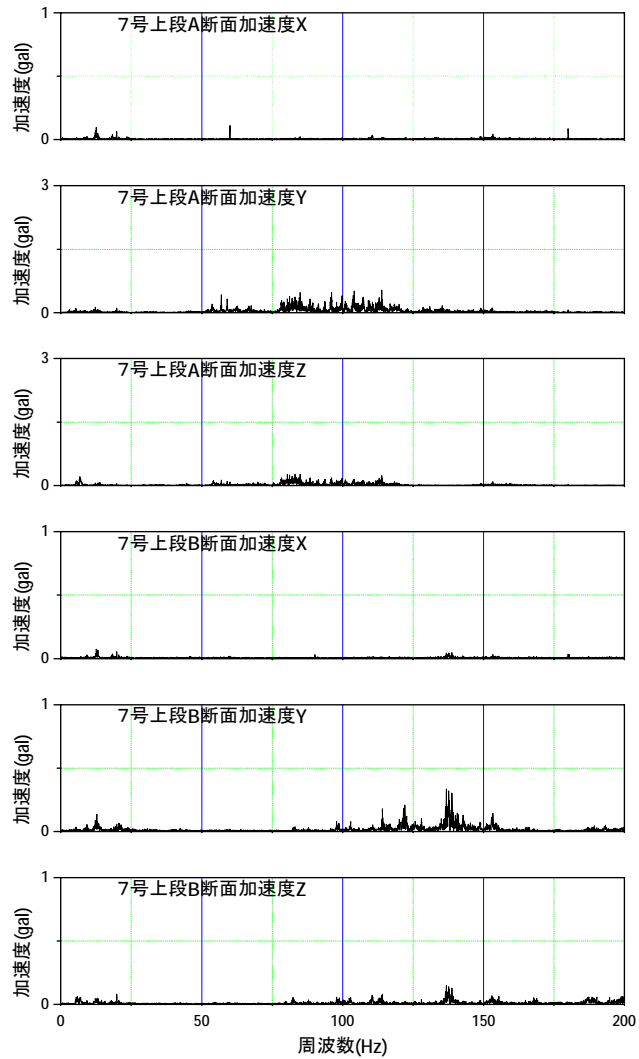 1
7号上段A断面加速度X
加速度(gal)
0
3
7号上段A断面加速度Y
加速度(gal)
0
3
7号上段A断面加速度Z
加速度(gal)
0
1
7号上段B断面加速度X
加速度(gal)
0
1
7号上段B断面加速度Y
加速度(gal)
0
1
7号上段B断面加速度Z
加速度(gal)
0
0 50 100 150 200
周波数(Hz)